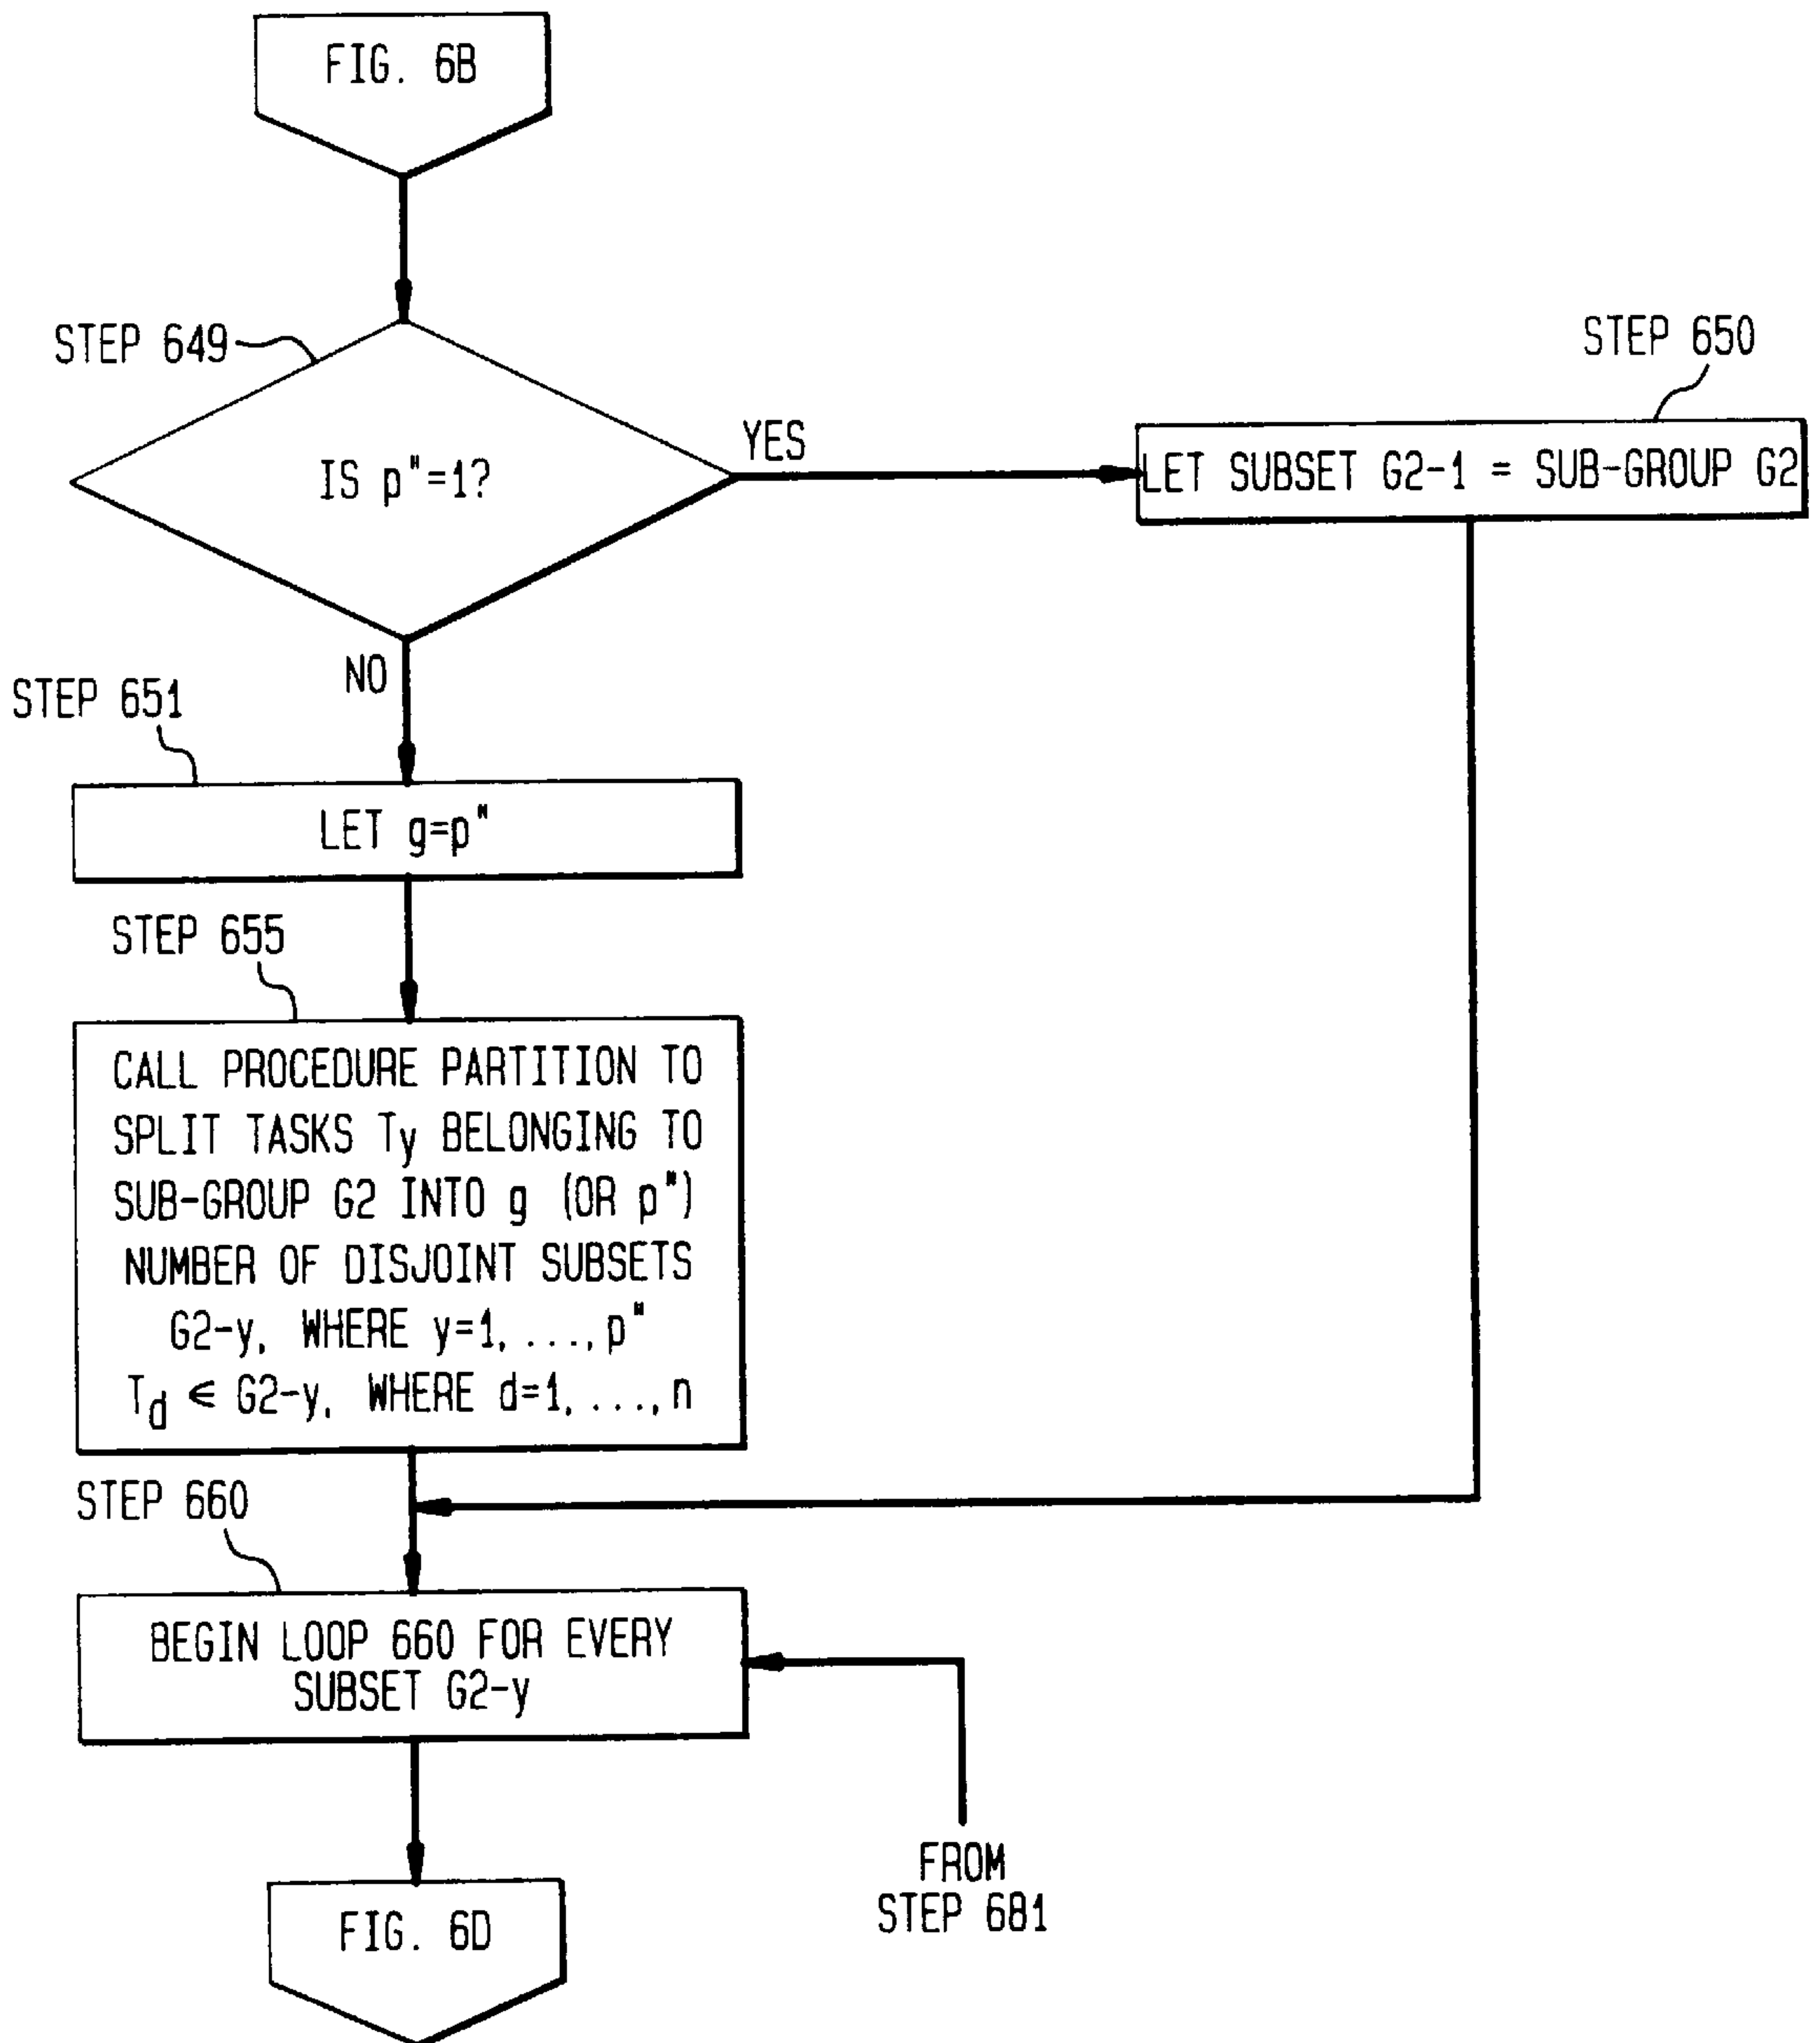 FIG. 6B
STEP 649
IS p"=1?
YES
STEP 650
LET SUBSET G2-1 = SUB-GROUP G2
NO
STEP 651
LET g=p"
STEP 655
CALL PROCEDURE PARTITION TO
SPLIT TASKS Ty BELONGING TO
SUB-GROUP G2 INTO g (OR p")
NUMBER OF DISJOINT SUBSETS
G2-y, WHERE y=1, ..., p"
Td ∈ G2-y, WHERE d=1, ..., n
STEP 660
BEGIN LOOP 660 FOR EVERY
SUBSET G2-y
FROM
STEP 681
FIG. 6D